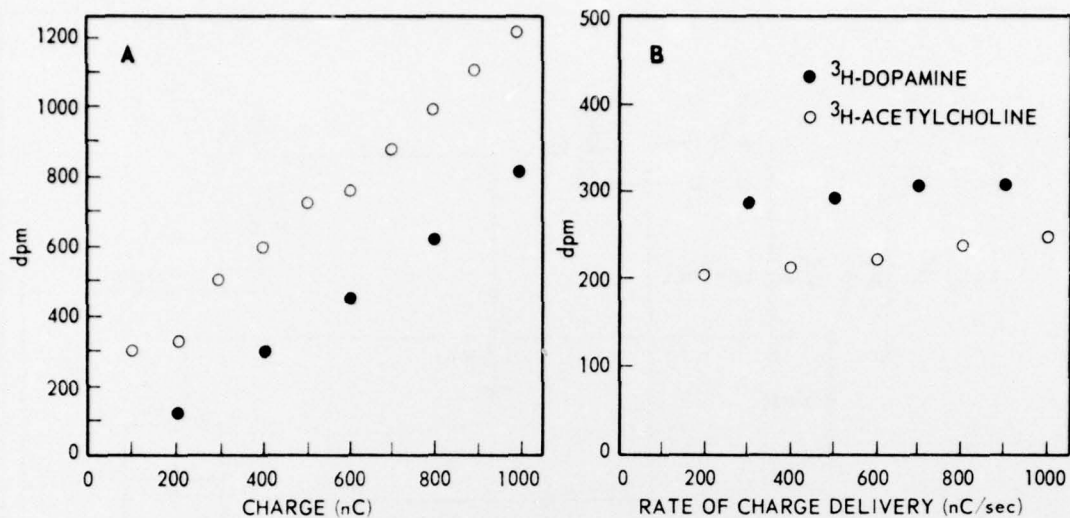 A
1200
1000
800
600
400
200
0
dpm
0 200 400 600 800 1000
CHARGE (nC)
B
500
400
300
200
100
0
dpm
● ³H-DOPAMINE
○ ³H-ACETYLCHOLINE
0 200 400 600 800 1000
RATE OF CHARGE DELIVERY (nC/sec)